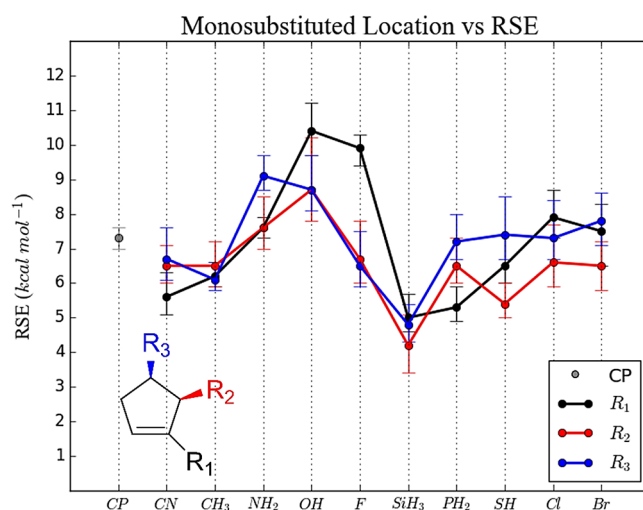 Monosubstituted Location vs RSE
RSE (kcal mol⁻¹)
12
11
10
9
8
7
6
5
4
3
2
1
R₃
R₂
R₁
CP
R₁
R₂
R₃
CP CN CH₃ NH₂ OH F SiH₃ PH₂ SH Cl Br